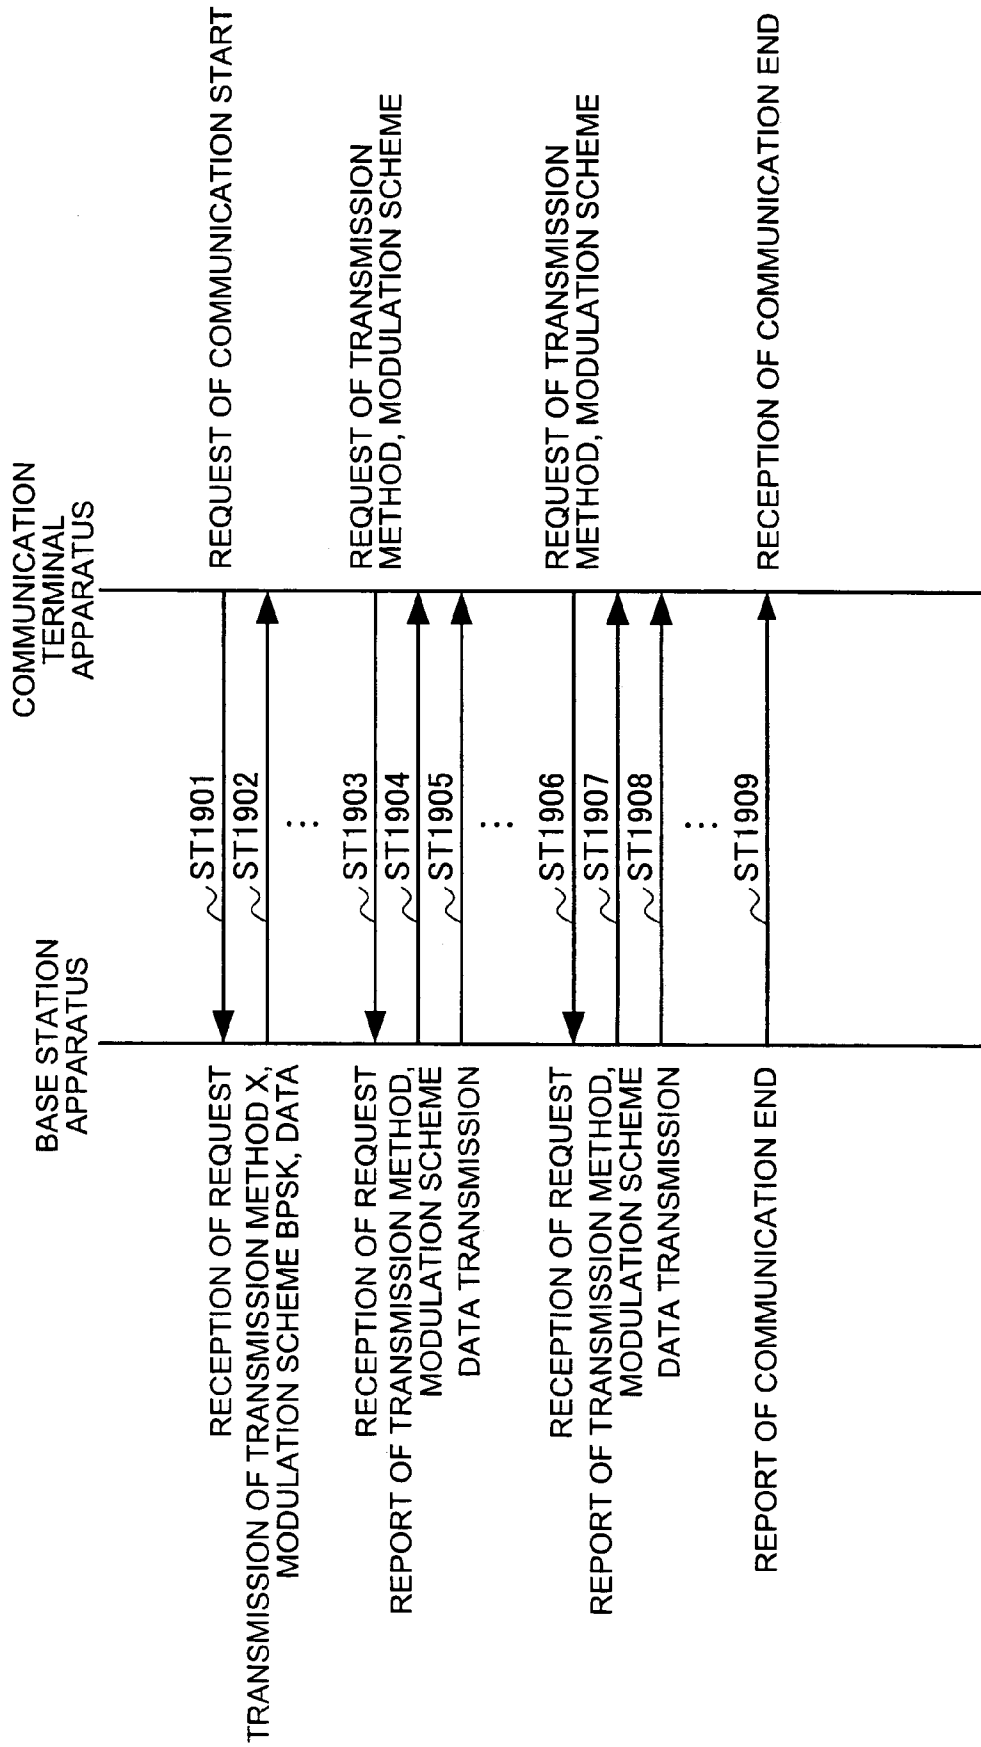 BASE STATION
APPARATUS
COMMUNICATION
TERMINAL
APPARATUS
RECEPTION OF REQUEST
ST1901
REQUEST OF COMMUNICATION START
TRANSMISSION OF TRANSMISSION METHOD X,
MODULATION SCHEME BPSK, DATA
ST1902
...
RECEPTION OF REQUEST
ST1903
REQUEST OF TRANSMISSION
METHOD, MODULATION SCHEME
REPORT OF TRANSMISSION METHOD,
MODULATION SCHEME
ST1904
DATA TRANSMISSION
ST1905
...
RECEPTION OF REQUEST
ST1906
REQUEST OF TRANSMISSION
METHOD, MODULATION SCHEME
REPORT OF TRANSMISSION METHOD,
MODULATION SCHEME
ST1907
DATA TRANSMISSION
ST1908
...
REPORT OF COMMUNICATION END
ST1909
RECEPTION OF COMMUNICATION END